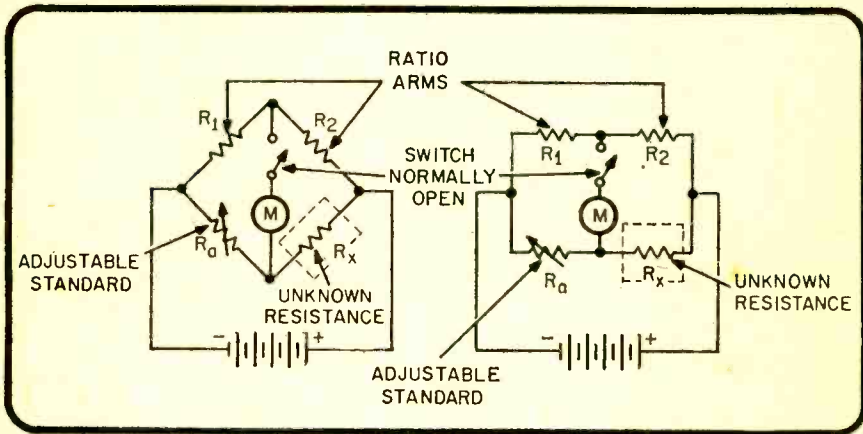 RATIO
ARMS
R1
R2
R1
R2
SWITCH
NORMALLY
OPEN
M
M
Ra
Rx
ADJUSTABLE
STANDARD
UNKNOWN
RESISTANCE
Ra
Rx
UNKNOWN
RESISTANCE
- +
- +
ADJUSTABLE
STANDARD